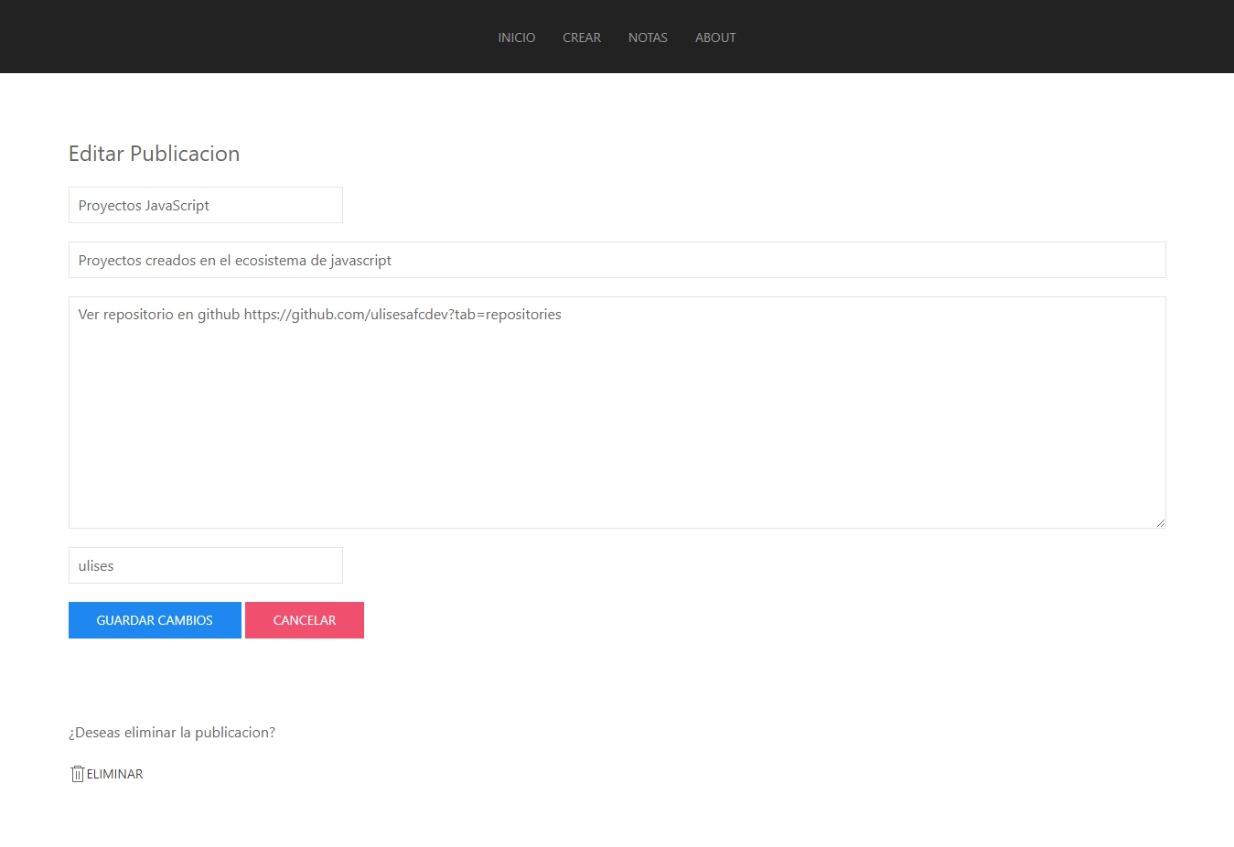 INICIO CREAR NOTAS ABOUT
Editar Publicacion
Proyectos JavaScript
Proyectos creados en el ecosistema de javascript
Ver repositorio en github https://github.com/ulisesafcdev?tab=repositories
ulises
GUARDAR CAMBIOS CANCELAR
¿Deseas eliminar la publicacion?
ELIMINAR